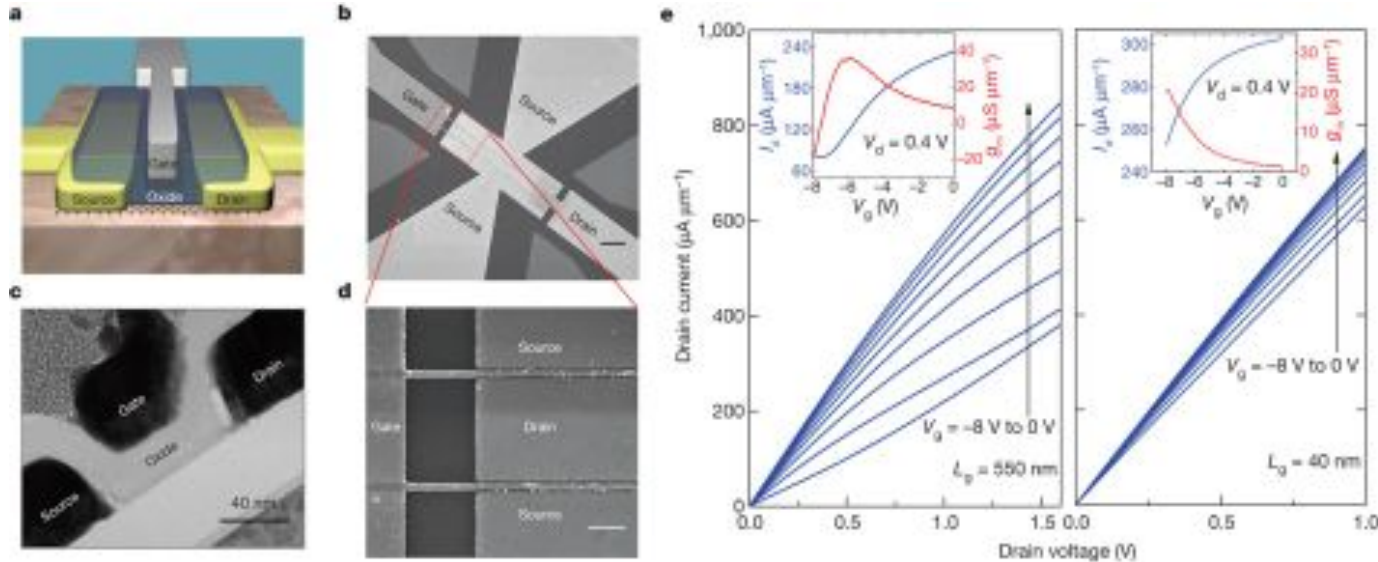 a
Gate
Source
Oxide
Drain
b
Gate
Source
Source
Drain
c
Gate
Drain
Oxide
Source
40 nm
d
Source
Gate
Drain
Source
e
Drain current (µA µm⁻¹)
1,000
800
600
400
200
0
0.0
0.5
1.0
1.5
I_d (µA µm⁻¹)
240
180
120
60
g_m (µS µm⁻¹)
40
20
0
−20
V_d = 0.4 V
−8
−6
−4
−2
0
V_g (V)
V_g = −8 V to 0 V
L_g = 550 nm
I_d (µA µm⁻¹)
300
280
260
240
g_m (µS µm⁻¹)
30
20
10
0
V_d = 0.4 V
−8
−6
−4
−2
0
V_g (V)
V_g = −8 V to 0 V
L_g = 40 nm
0.0
0.5
1.0
Drain voltage (V)